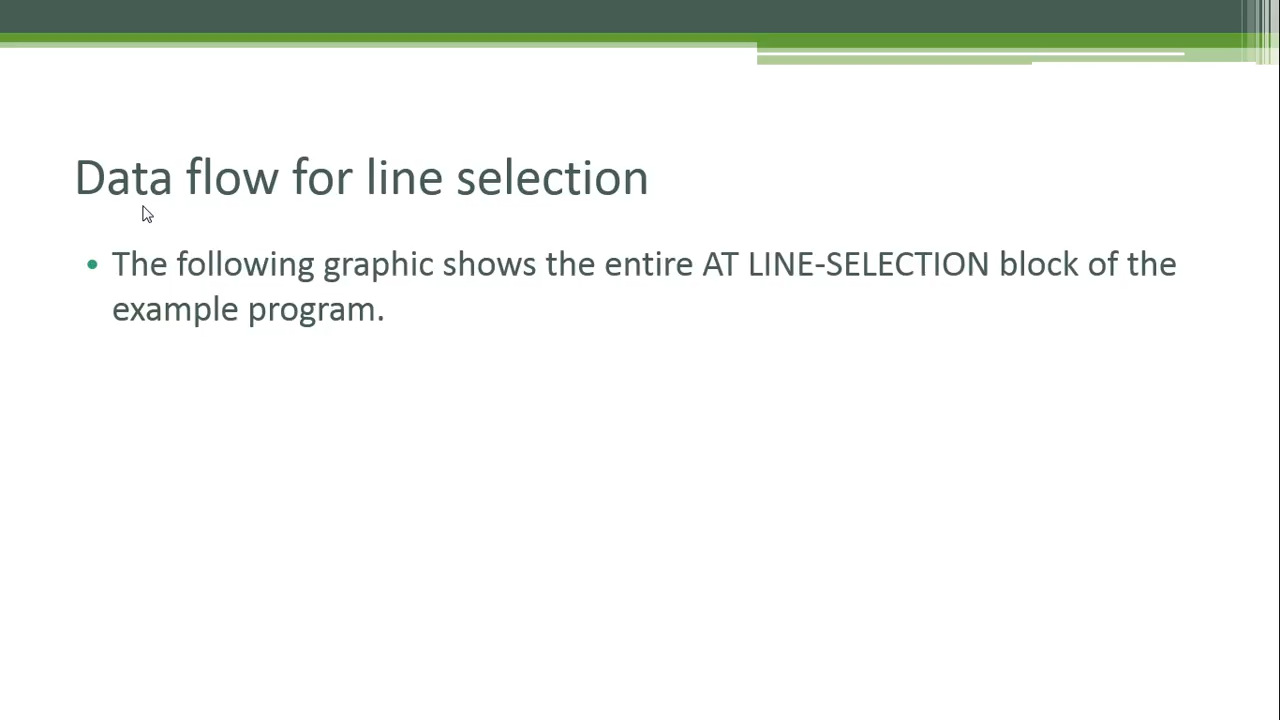 Data flow for line selection
• The following graphic shows the entire AT LINE-SELECTION block of the
example program.